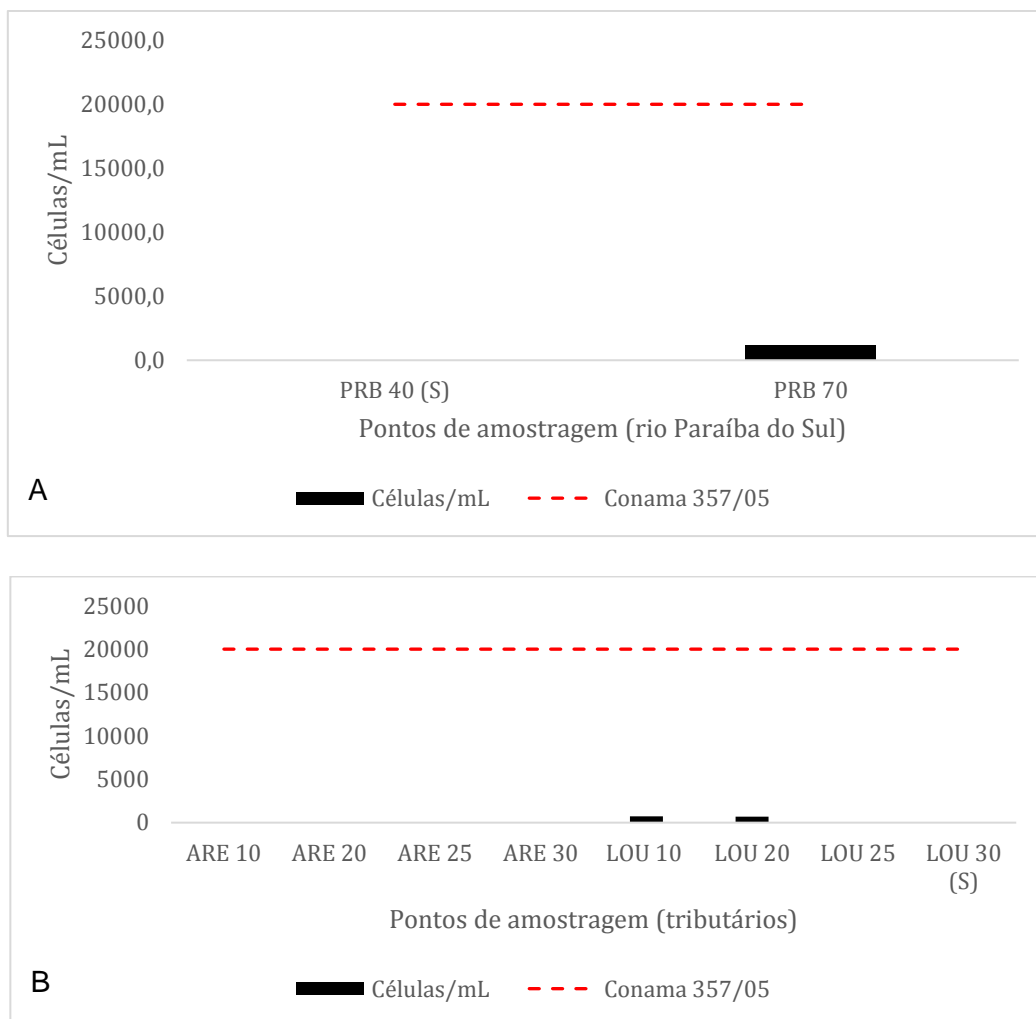 25000,0
20000,0
15000,0
10000,0
5000,0
0,0
Células/mL
PRB 40 (S) PRB 70
Pontos de amostragem (rio Paraíba do Sul)
A
Células/mL Conama 357/05
25000
20000
15000
10000
5000
0
Células/mL
ARE 10 ARE 20 ARE 25 ARE 30 LOU 10 LOU 20 LOU 25 LOU 30
(S)
Pontos de amostragem (tributários)
B
Células/mL Conama 357/05